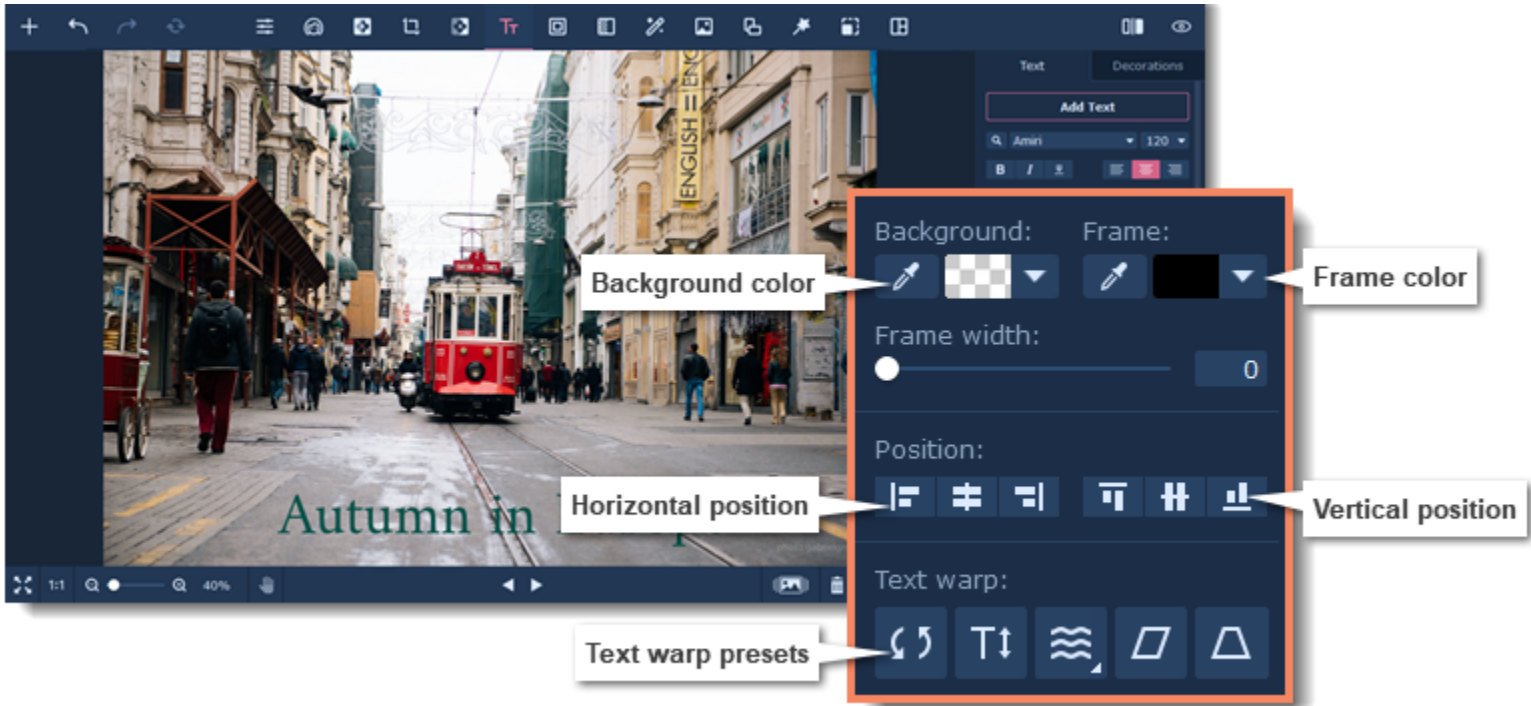 Text Decorations
Add Text
Amiri 120
B I
ENGLISH = ENG
Background: Frame:
Background color
Frame color
Frame width:
0
Position:
Horizontal position
Vertical position
Autumn in
1:1 40%
Text warp:
Text warp presets